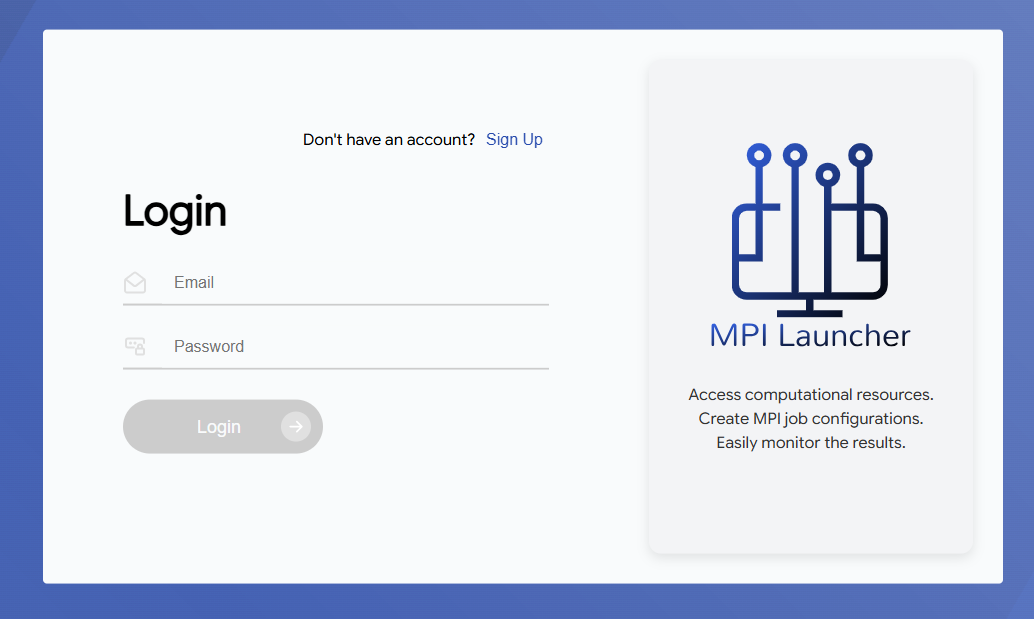 Don't have an account? Sign Up
Login
Email
Password
Login
MPI Launcher
Access computational resources.
Create MPI job configurations.
Easily monitor the results.